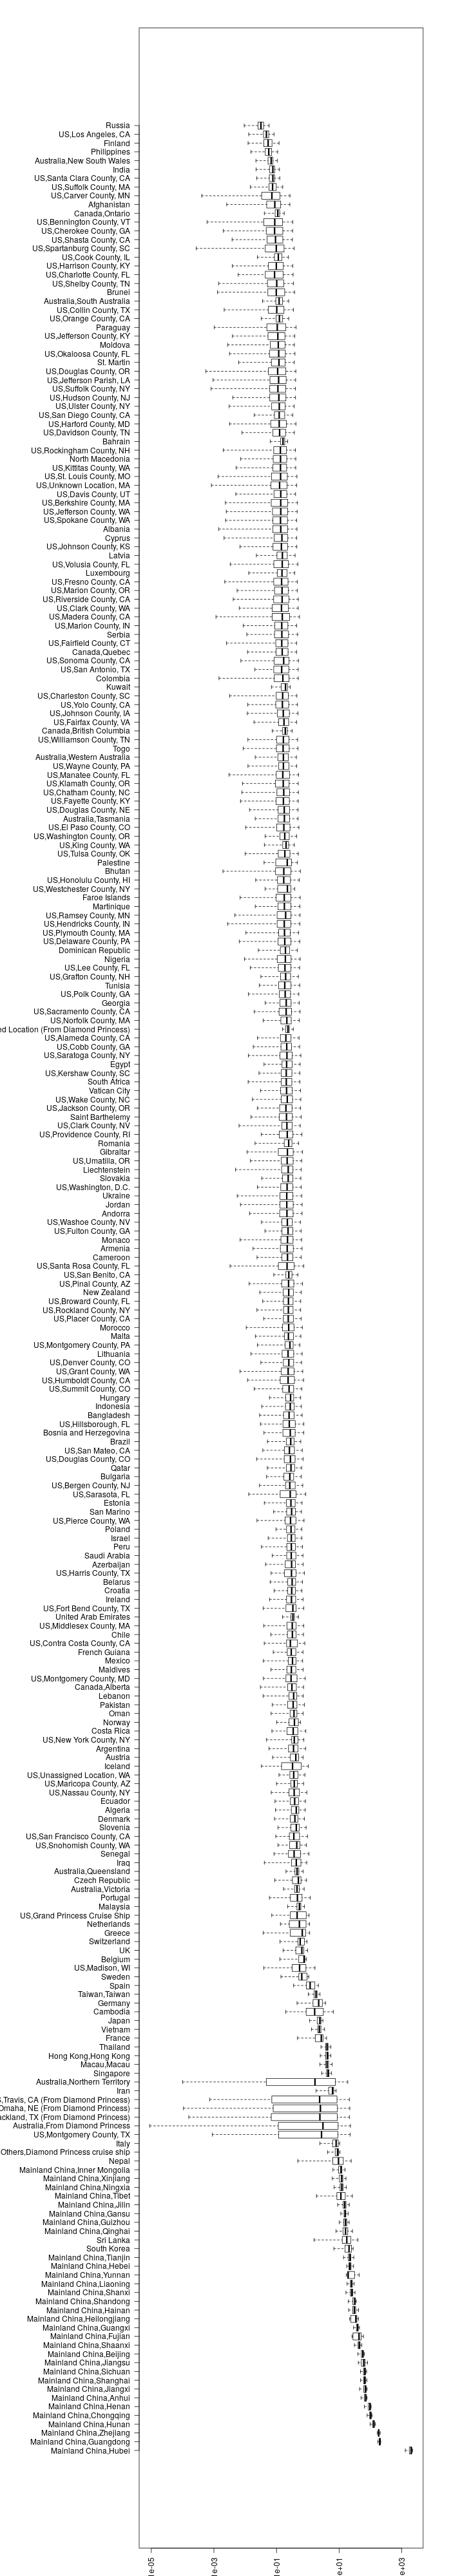 Russia
US,Los Angeles, CA
Finland
Philippines
Australia,New South Wales
India
US,Santa Clara County, CA
US,Suffolk County, MA
US,Carver County, MN
Afghanistan
Canada,Ontario
US,Bennington County, VT
US,Cherokee County, GA
US,Shasta County, CA
US,Spartanburg County, SC
US,Cook County, IL
US,Harrison County, KY
US,Charlotte County, FL
US,Shelby County, TN
Brunei
Australia,South Australia
US,Collin County, TX
US,Orange County, CA
Paraguay
US,Jefferson County, KY
Moldova
US,Okaloosa County, FL
St. Martin
US,Douglas County, OR
US,Jefferson Parish, LA
US,Suffolk County, NY
US,Hudson County, NJ
US,Ulster County, NY
US,San Diego County, CA
US,Harford County, MD
US,Davidson County, TN
Bahrain
US,Rockingham County, NH
North Macedonia
US,Kittitas County, WA
US,St. Louis County, MO
US,Unknown Location, MA
US,Davis County, UT
US,Berkshire County, MA
US,Jefferson County, WA
US,Spokane County, WA
Albania
Cyprus
US,Johnson County, KS
Latvia
US,Volusia County, FL
Luxembourg
US,Fresno County, CA
US,Marion County, OR
US,Riverside County, CA
US,Clark County, WA
US,Madera County, CA
US,Marion County, IN
Serbia
US,Fairfield County, CT
Canada,Quebec
US,Sonoma County, CA
US,San Antonio, TX
Colombia
Kuwait
US,Charleston County, SC
US,Yolo County, CA
US,Johnson County, IA
US,Fairfax County, VA
Canada,British Columbia
US,Williamson County, TN
Togo
Australia,Western Australia
US,Wayne County, PA
US,Manatee County, FL
US,Klamath County, OR
US,Chatham County, NC
US,Fayette County, KY
US,Douglas County, NE
Australia,Tasmania
US,El Paso County, CO
US,Washington County, OR
US,King County, WA
US,Tulsa County, OK
Palestine
Bhutan
US,Honolulu County, HI
US,Westchester County, NY
Faroe Islands
Martinique
US,Ramsey County, MN
US,Hendricks County, IN
US,Plymouth County, MA
US,Delaware County, PA
Dominican Republic
Nigeria
US,Lee County, FL
US,Grafton County, NH
Tunisia
US,Polk County, GA
Georgia
US,Sacramento County, CA
US,Norfolk County, MA
ed Location (From Diamond Princess)
US,Alameda County, CA
US,Cobb County, GA
US,Saratoga County, NY
Egypt
US,Kershaw County, SC
South Africa
Vatican City
US,Wake County, NC
US,Jackson County, OR
Saint Barthelemy
US,Clark County, NV
US,Providence County, RI
Romania
Gibraltar
US,Umatilla, OR
Liechtenstein
Slovakia
US,Washington, D.C.
Ukraine
Jordan
Andorra
US,Washoe County, NV
US,Fulton County, GA
Monaco
Armenia
Cameroon
US,Santa Rosa County, FL
US,San Benito, CA
US,Pinal County, AZ
New Zealand
US,Broward County, FL
US,Rockland County, NY
US,Placer County, CA
Morocco
Malta
US,Montgomery County, PA
Lithuania
US,Denver County, CO
US,Grant County, WA
US,Humboldt County, CA
US,Summit County, CO
Hungary
Indonesia
Bangladesh
US,Hillsborough, FL
Bosnia and Herzegovina
Brazil
US,San Mateo, CA
US,Douglas County, CO
Qatar
Bulgaria
US,Bergen County, NJ
US,Sarasota, FL
Estonia
San Marino
US,Pierce County, WA
Poland
Israel
Peru
Saudi Arabia
Azerbaijan
US,Harris County, TX
Belarus
Croatia
Ireland
US,Fort Bend County, TX
United Arab Emirates
US,Middlesex County, MA
Chile
US,Contra Costa County, CA
French Guiana
Mexico
Maldives
US,Montgomery County, MD
Canada,Alberta
Lebanon
Pakistan
Oman
Norway
Costa Rica
US,New York County, NY
Argentina
Austria
Iceland
US,Unassigned Location, WA
US,Maricopa County, AZ
US,Nassau County, NY
Ecuador
Algeria
Denmark
Slovenia
US,San Francisco County, CA
US,Snohomish County, WA
Senegal
Iraq
Australia,Queensland
Czech Republic
Australia,Victoria
Portugal
Malaysia
US,Grand Princess Cruise Ship
Netherlands
Greece
Switzerland
UK
Belgium
US,Madison, WI
Sweden
Spain
Taiwan,Taiwan
Germany
Cambodia
Japan
Vietnam
France
Thailand
Hong Kong,Hong Kong
Macau,Macau
Singapore
Australia,Northern Territory
Iran
,Travis, CA (From Diamond Princess)
Omaha, NE (From Diamond Princess)
ackland, TX (From Diamond Princess)
Australia,From Diamond Princess
US,Montgomery County, TX
Italy
Others,Diamond Princess cruise ship
Nepal
Mainland China,Inner Mongolia
Mainland China,Xinjiang
Mainland China,Ningxia
Mainland China,Tibet
Mainland China,Jilin
Mainland China,Gansu
Mainland China,Guizhou
Mainland China,Qinghai
Sri Lanka
South Korea
Mainland China,Tianjin
Mainland China,Hebei
Mainland China,Yunnan
Mainland China,Liaoning
Mainland China,Shanxi
Mainland China,Shandong
Mainland China,Hainan
Mainland China,Heilongjiang
Mainland China,Guangxi
Mainland China,Fujian
Mainland China,Shaanxi
Mainland China,Beijing
Mainland China,Jiangsu
Mainland China,Sichuan
Mainland China,Shanghai
Mainland China,Jiangxi
Mainland China,Anhui
Mainland China,Henan
Mainland China,Chongqing
Mainland China,Hunan
Mainland China,Zhejiang
Mainland China,Guangdong
Mainland China,Hubei
1e-05
1e-03
1e-01
1e+01
1e+03